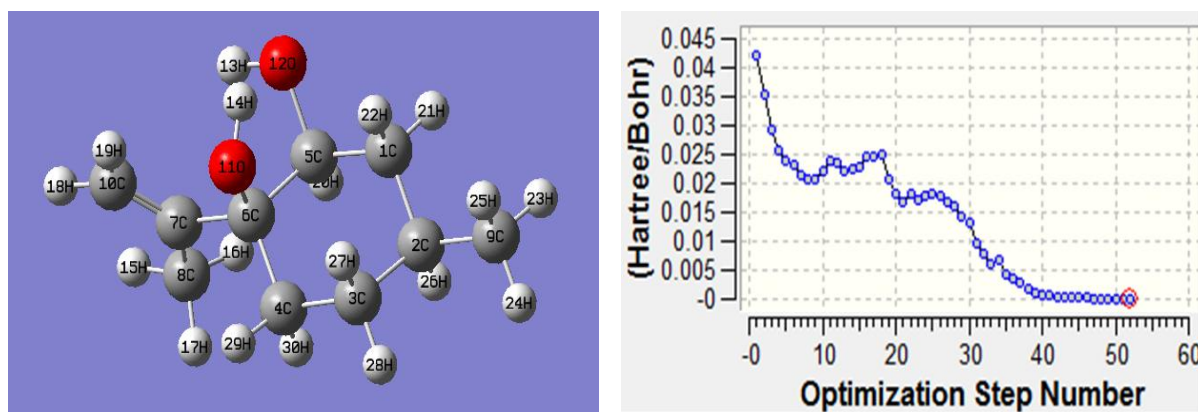 13H
12O
14H
22H
21H
19H
11O
5C
1C
20H
18H
10C
6C
25H
23H
7C
16H
9C
2C
15H
8C
27H
26H
3C
4C
24H
17H
29H
30H
28H
(Hartree/Bohr)
0.045
0.04
0.035
0.03
0.025
0.02
0.015
0.01
0.005
-0
-0 10 20 30 40 50 60
Optimization Step Number